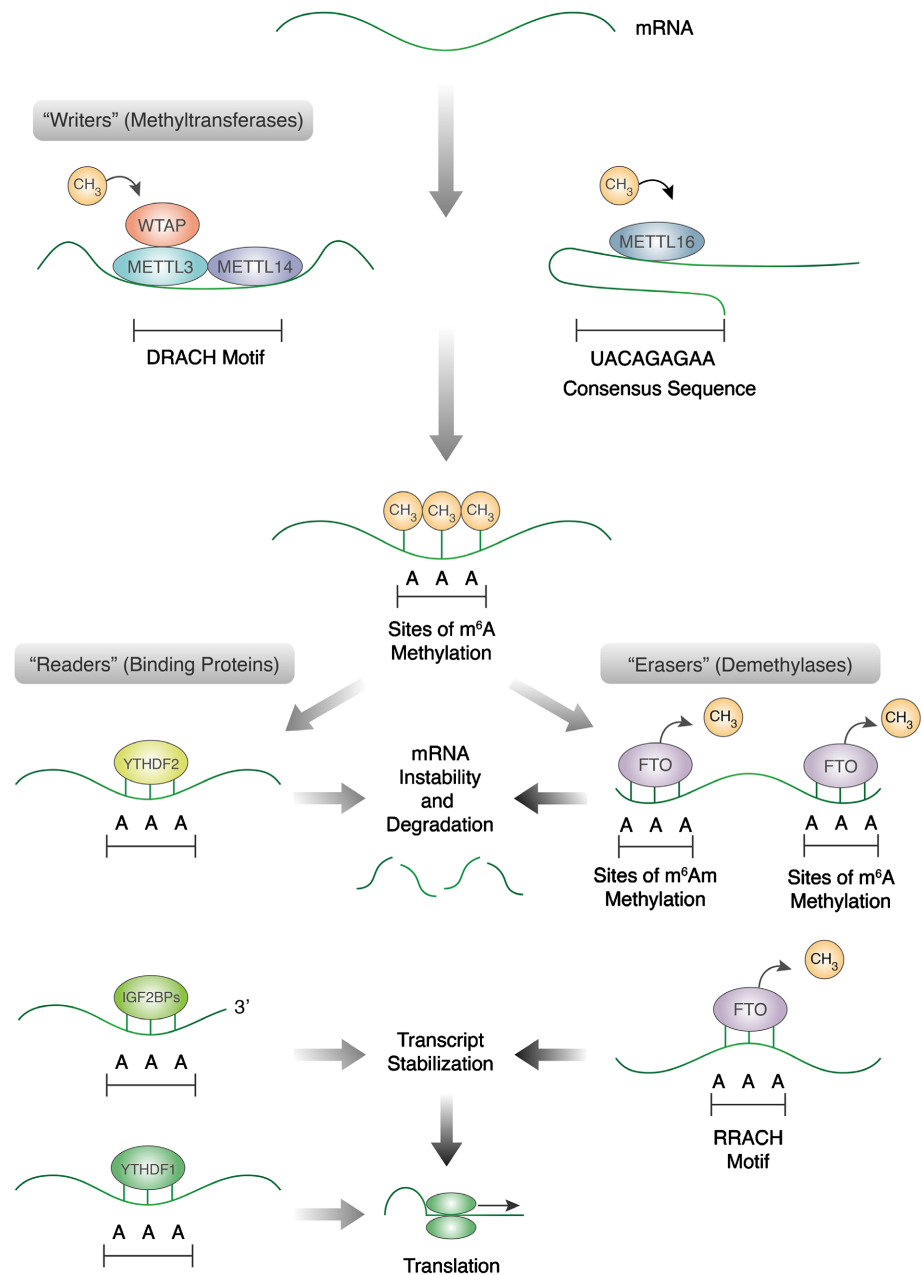 mRNA
“Writers” (Methyltransferases)
CH3
WTAP
METTL3
METTL14
DRACH Motif
CH3
METTL16
UACAGAGAA
Consensus Sequence
CH3 CH3 CH3
A A A
Sites of m⁶A
Methylation
“Readers” (Binding Proteins)
“Erasers” (Demethylases)
YTHDF2
A A A
mRNA
Instability
and
Degradation
FTO
CH3
A A A
Sites of m⁶Am
Methylation
FTO
CH3
A A A
Sites of m⁶A
Methylation
IGF2BPs
3’
A A A
Transcript
Stabilization
FTO
CH3
A A A
RRACH
Motif
YTHDF1
A A A
Translation